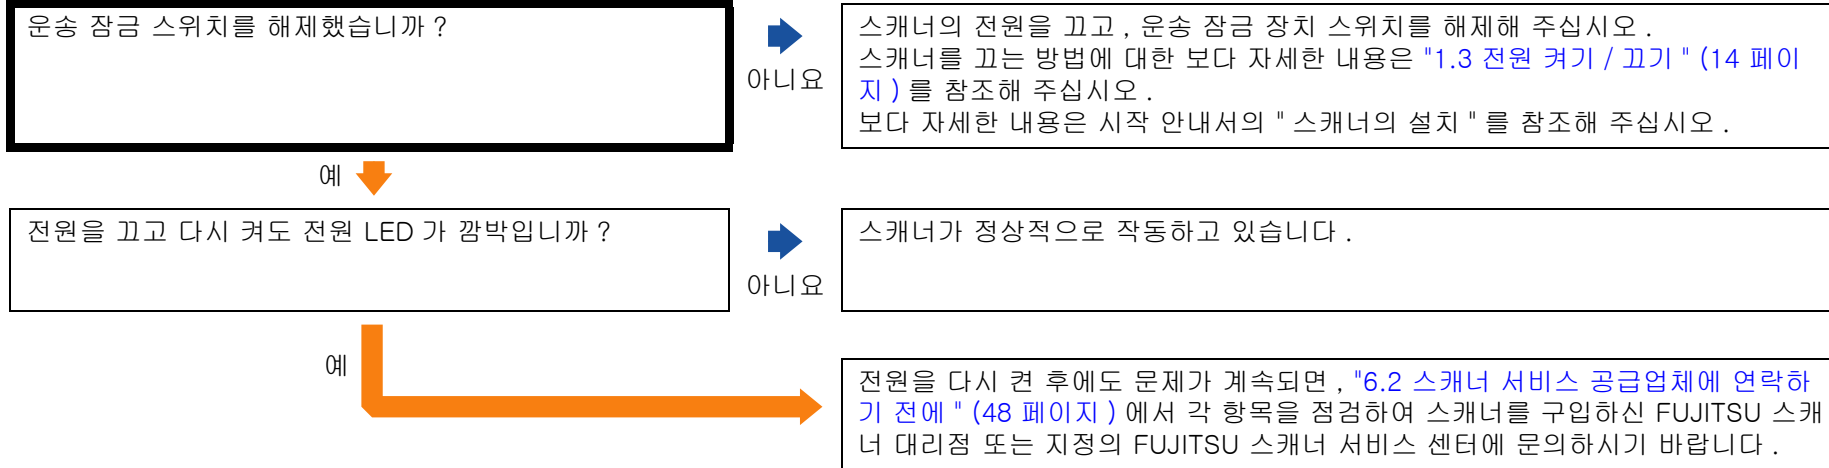 운송 잠금 스위치를 해제했습니까 ?
아니요
스캐너의 전원을 끄고 , 운송 잠금 장치 스위치를 해제해 주십시오 .
스캐너를 끄는 방법에 대한 보다 자세한 내용은 "1.3 전원 켜기 / 끄기 " (14 페이
지 ) 를 참조해 주십시오 .
보다 자세한 내용은 시작 안내서의 " 스캐너의 설치 " 를 참조해 주십시오 .
예
전원을 끄고 다시 켜도 전원 LED 가 깜박입니까 ?
아니요
스캐너가 정상적으로 작동하고 있습니다 .
예
전원을 다시 켠 후에도 문제가 계속되면 , "6.2 스캐너 서비스 공급업체에 연락하
기 전에 " (48 페이지 ) 에서 각 항목을 점검하여 스캐너를 구입하신 FUJITSU 스캐
너 대리점 또는 지정의 FUJITSU 스캐너 서비스 센터에 문의하시기 바랍니다 .